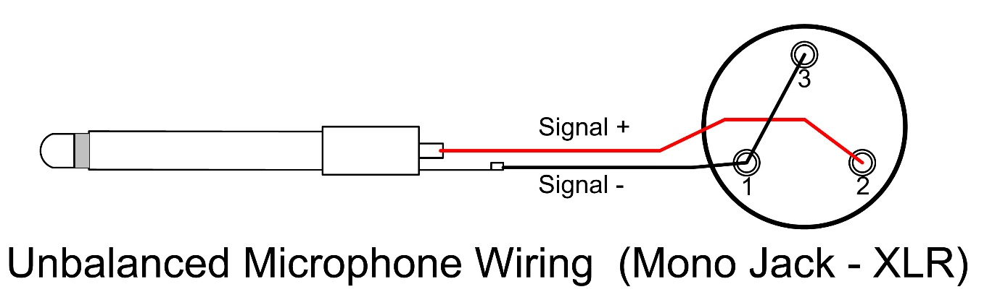 3
Signal +
Signal -
1
2
Unbalanced Microphone Wiring (Mono Jack - XLR)